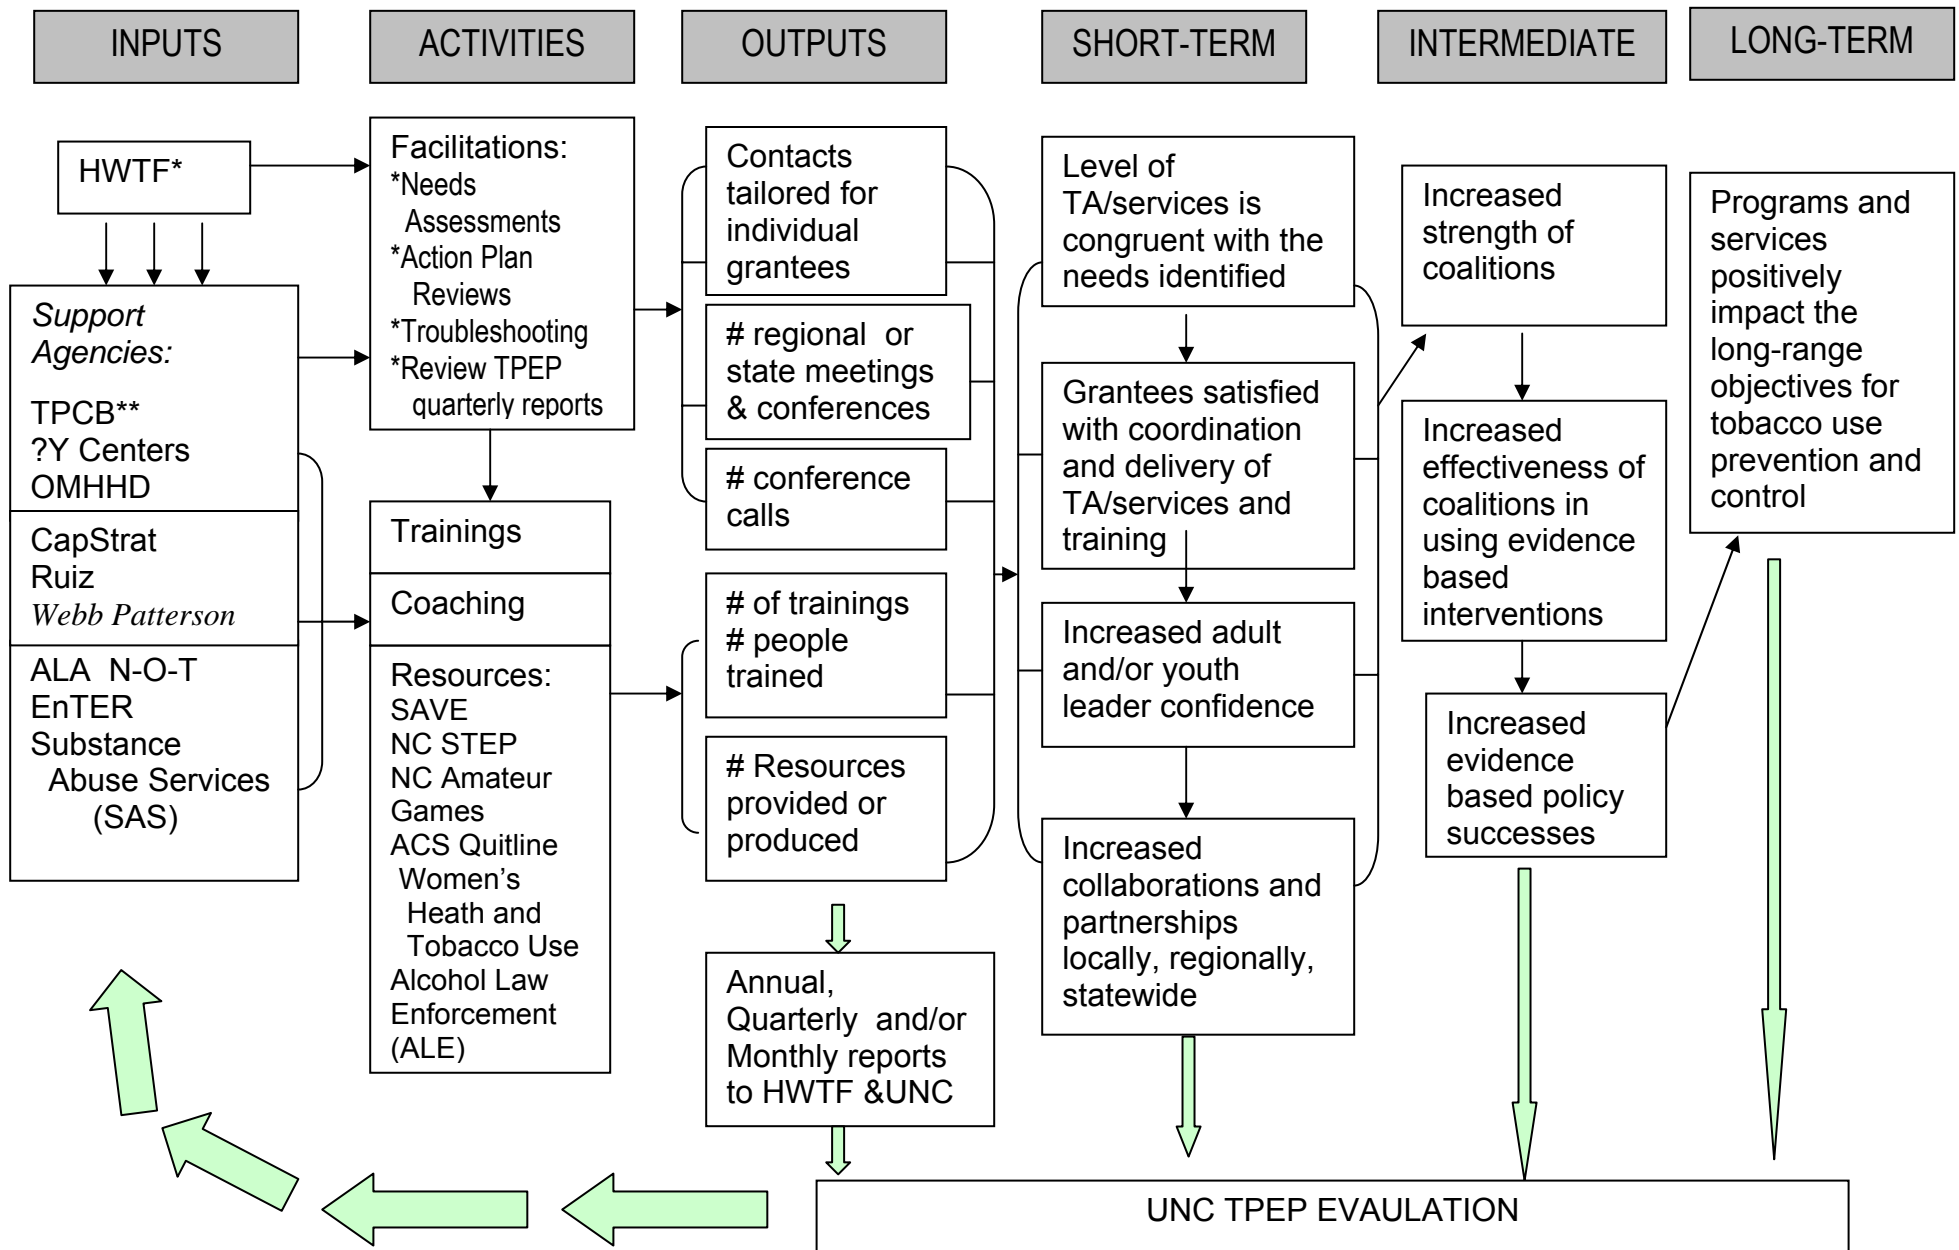 INPUTS
ACTIVITIES
OUTPUTS
SHORT-TERM
INTERMEDIATE
LONG-TERM
HWTF*
Support
Agencies:
TPCB**
?Y Centers
OMHHD
CapStrat
Ruiz
Webb Patterson
ALA N-O-T
EnTER
Substance
Abuse Services
(SAS)
Facilitations:
*Needs
Assessments
*Action Plan
Reviews
*Troubleshooting
*Review TPEP
quarterly reports
Trainings
Coaching
Resources:
SAVE
NC STEP
NC Amateur
Games
ACS Quitline
Women's
Heath and
Tobacco Use
Alcohol Law
Enforcement
(ALE)
Contacts
tailored for
individual
grantees
# regional or
state meetings
& conferences
# conference
calls
# of trainings
# people
trained
# Resources
provided or
produced
Annual,
Quarterly and/or
Monthly reports
to HWTF &UNC
Level of
TA/services is
congruent with the
needs identified
Grantees satisfied
with coordination
and delivery of
TA/services and
training
Increased adult
and/or youth
leader confidence
Increased
collaborations and
partnerships
locally, regionally,
statewide
Increased
strength of
coalitions
Increased
effectiveness of
coalitions in
using evidence
based
interventions
Increased
evidence
based policy
successes
Programs and
services
positively
impact the
long-range
objectives for
tobacco use
prevention and
control
UNC TPEP EVAULATION